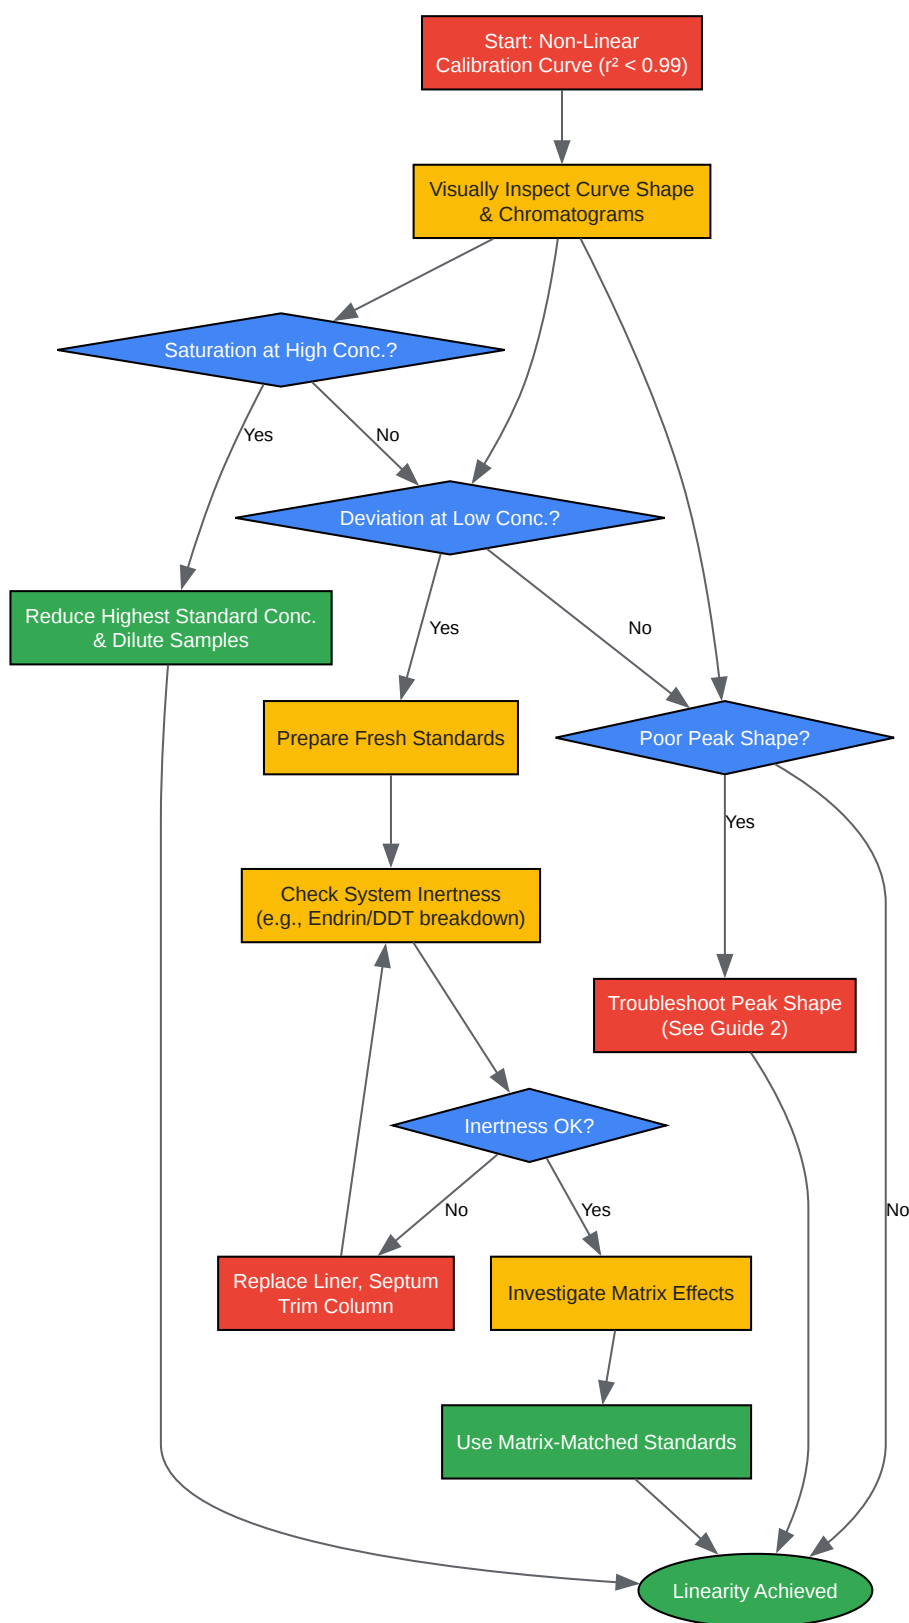 Start: Non-Linear
Calibration Curve (r² < 0.99)
Visually Inspect Curve Shape
& Chromatograms
Saturation at High Conc.?
Yes
No
Deviation at Low Conc.?
Reduce Highest Standard Conc.
& Dilute Samples
Yes
No
Prepare Fresh Standards
Poor Peak Shape?
Yes
Check System Inertness
(e.g., Endrin/DDT breakdown)
Troubleshoot Peak Shape
(See Guide 2)
Inertness OK?
No
Yes
No
Replace Liner, Septum
Trim Column
Investigate Matrix Effects
Use Matrix-Matched Standards
Linearity Achieved